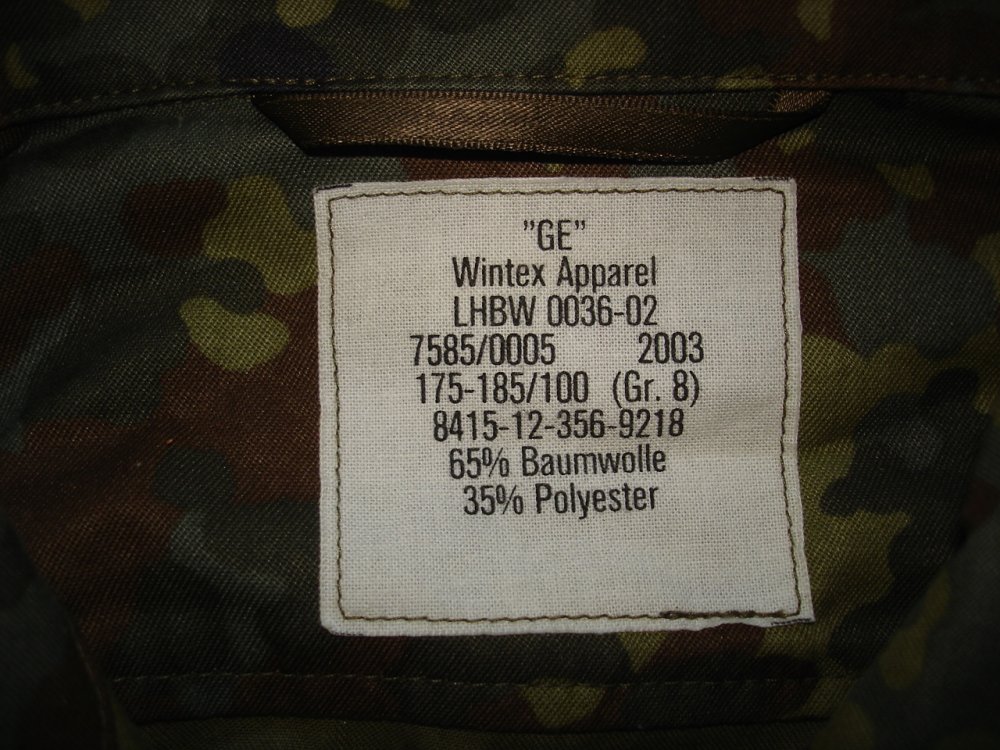 ”GE”
Wintex Apparel
LHBW 0036-02
7585/0005 2003
175-185/100 (Gr. 8)
8415-12-356-9218
65% Baumwolle
35% Polyester